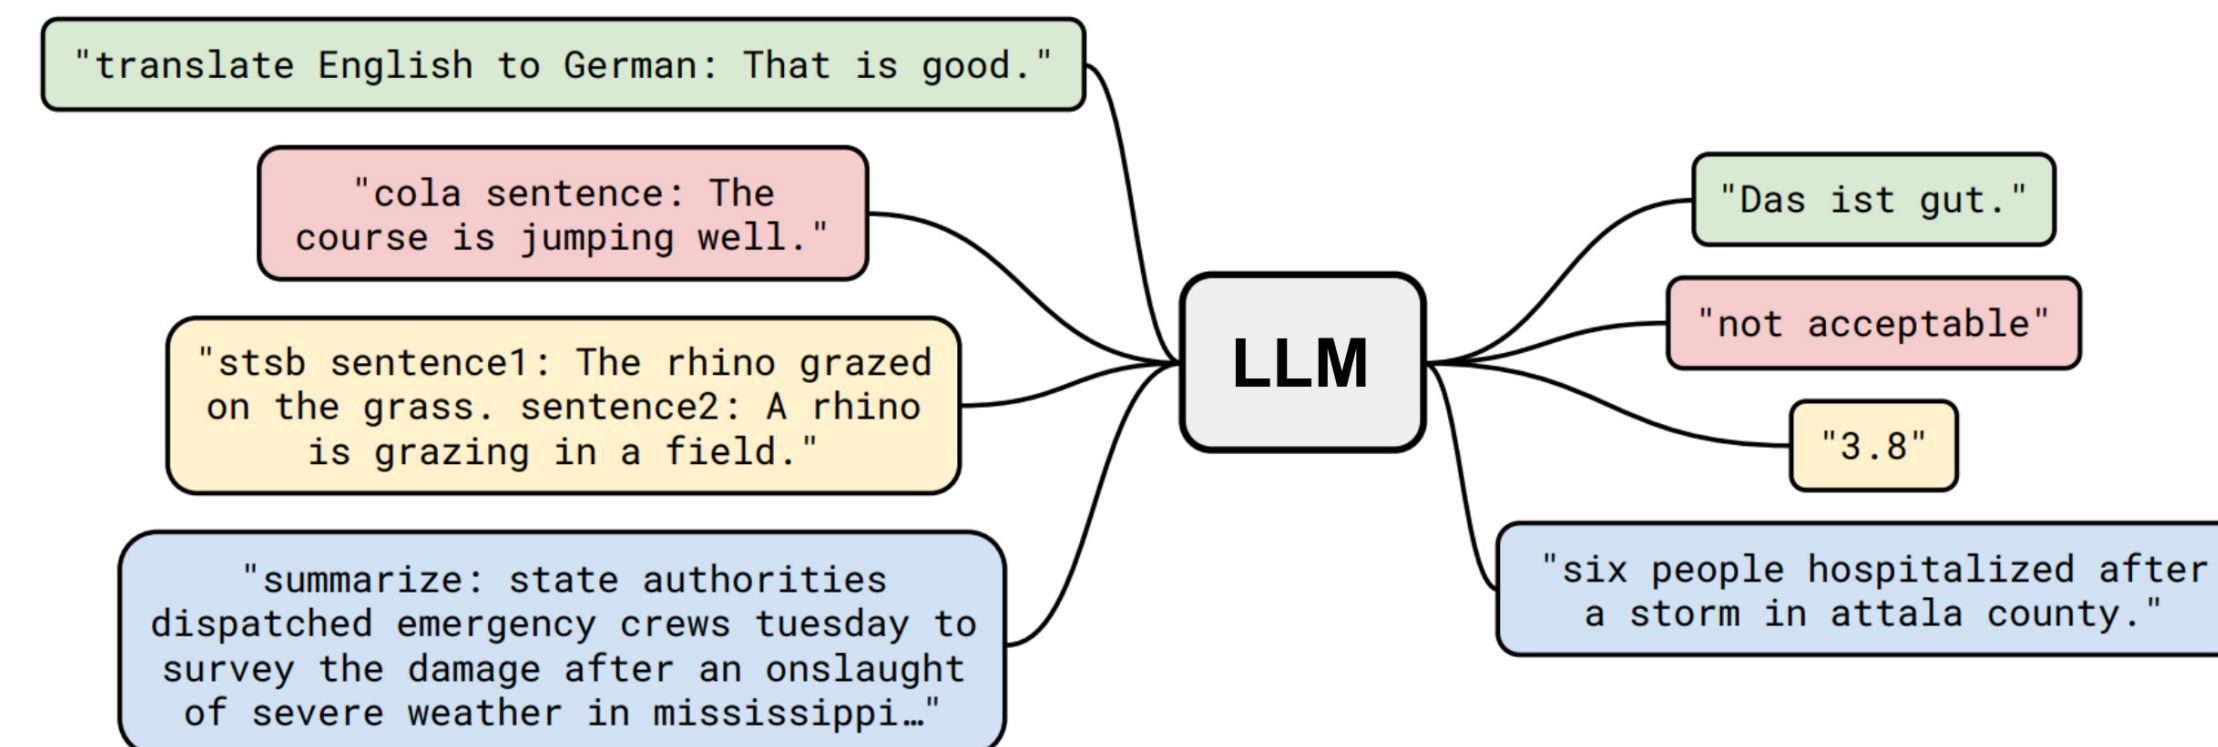 "translate English to German: That is good."
"cola sentence: The
course is jumping well."
"stsb sentence1: The rhino grazed
on the grass. sentence2: A rhino
is grazing in a field."
"summarize: state authorities
dispatched emergency crews tuesday to
survey the damage after an onslaught
of severe weather in mississippi…"
LLM
"Das ist gut."
"not acceptable"
"3.8"
"six people hospitalized after
a storm in attala county."